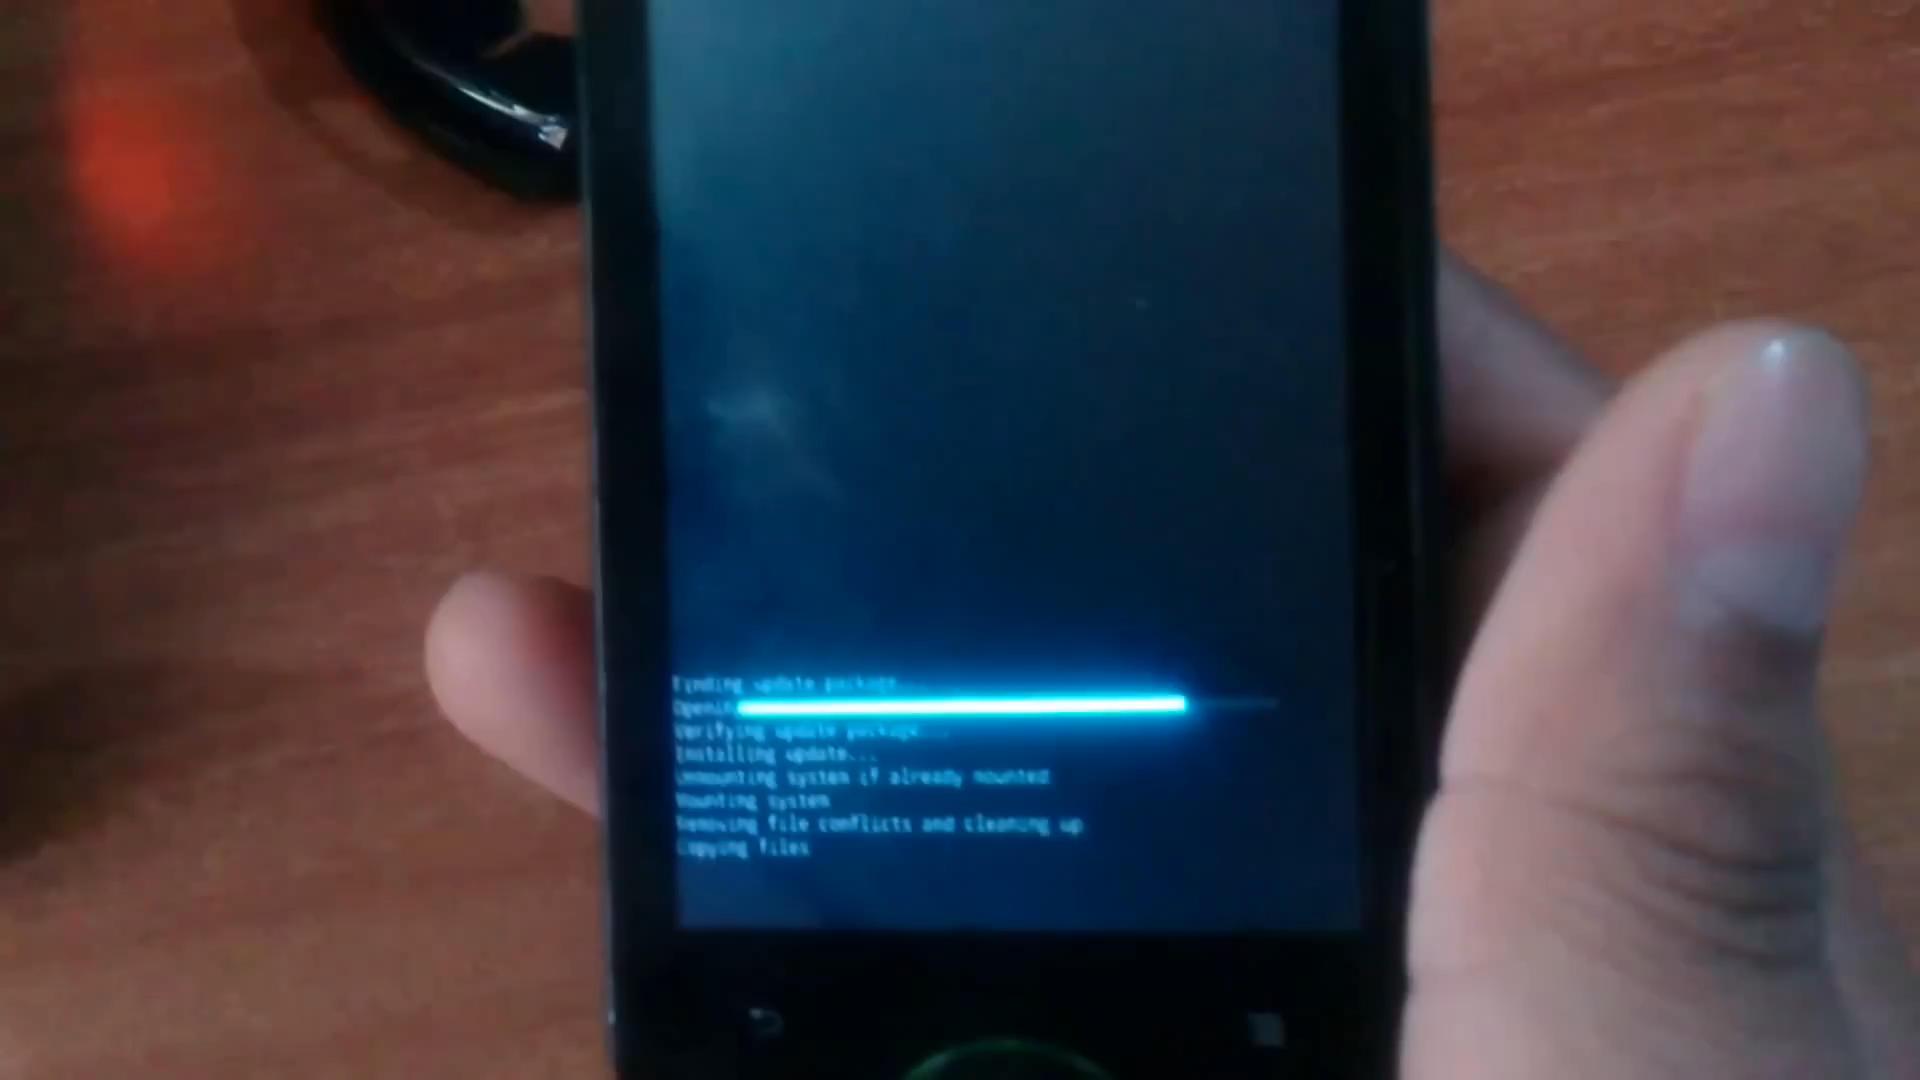 Finding update package...
Openin
Verifying update package...
Installing update...
Unmounting system if already mounted
Mounting system
Removing file conflicts and cleaning up
Copying files